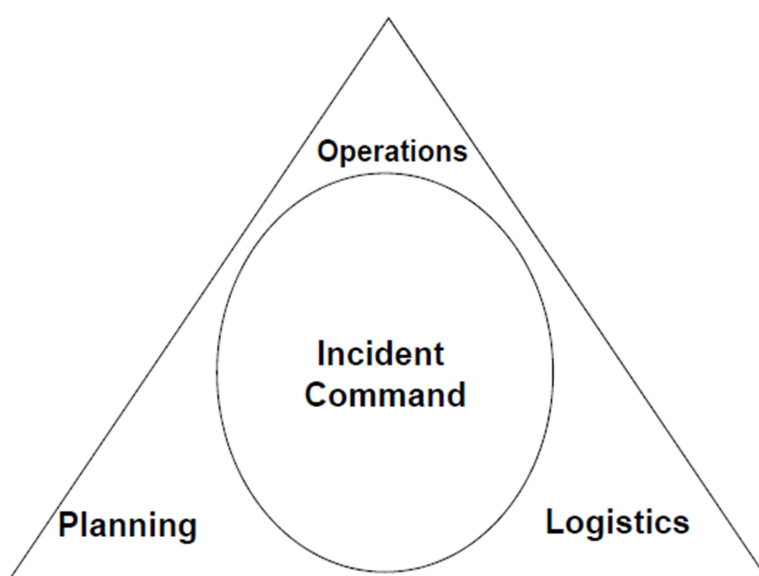 Operations
Incident
Command
Planning
Logistics